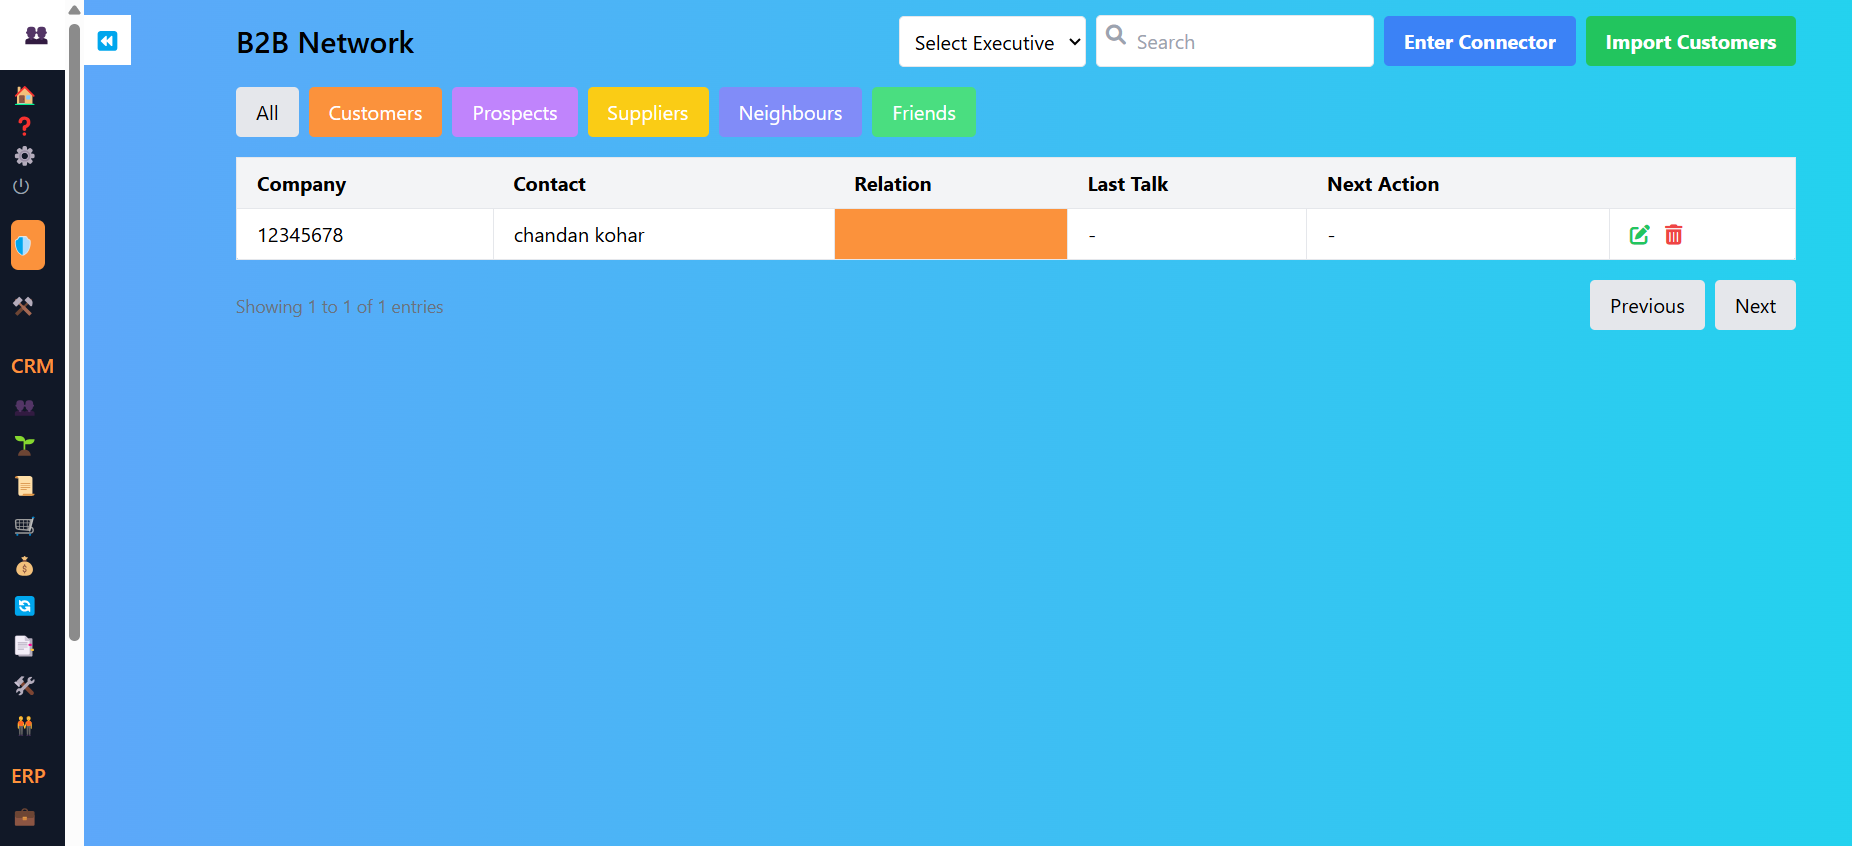 B2B Network
Select Executive
Search
Enter Connector
Import Customers
All
Customers
Prospects
Suppliers
Neighbours
Friends
Company Contact Relation Last Talk Next Action
12345678 chandan kohar - -
Showing 1 to 1 of 1 entries
Previous
Next
CRM
ERP